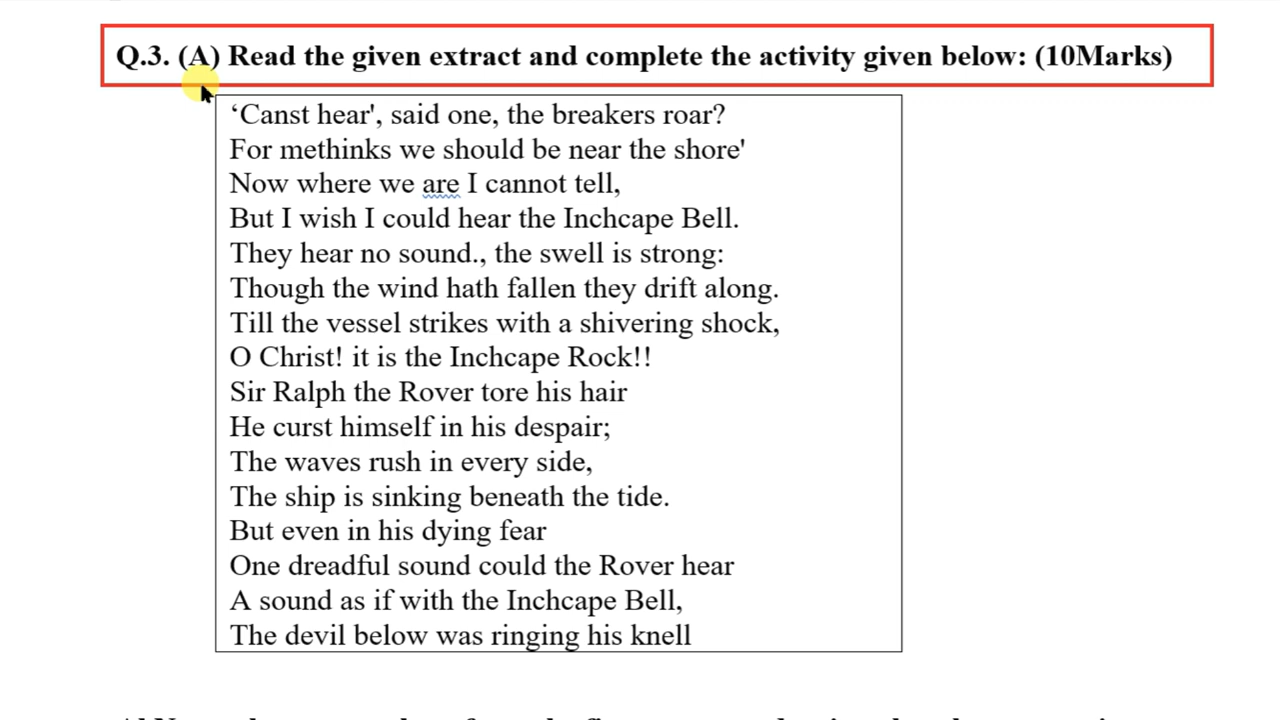 Q.3. (A) Read the given extract and complete the activity given below: (10Marks)
‘Canst hear', said one, the breakers roar?
For methinks we should be near the shore'
Now where we are I cannot tell,
But I wish I could hear the Inchcape Bell.
They hear no sound., the swell is strong:
Though the wind hath fallen they drift along.
Till the vessel strikes with a shivering shock,
O Christ! it is the Inchcape Rock!!
Sir Ralph the Rover tore his hair
He curst himself in his despair;
The waves rush in every side,
The ship is sinking beneath the tide.
But even in his dying fear
One dreadful sound could the Rover hear
A sound as if with the Inchcape Bell,
The devil below was ringing his knell